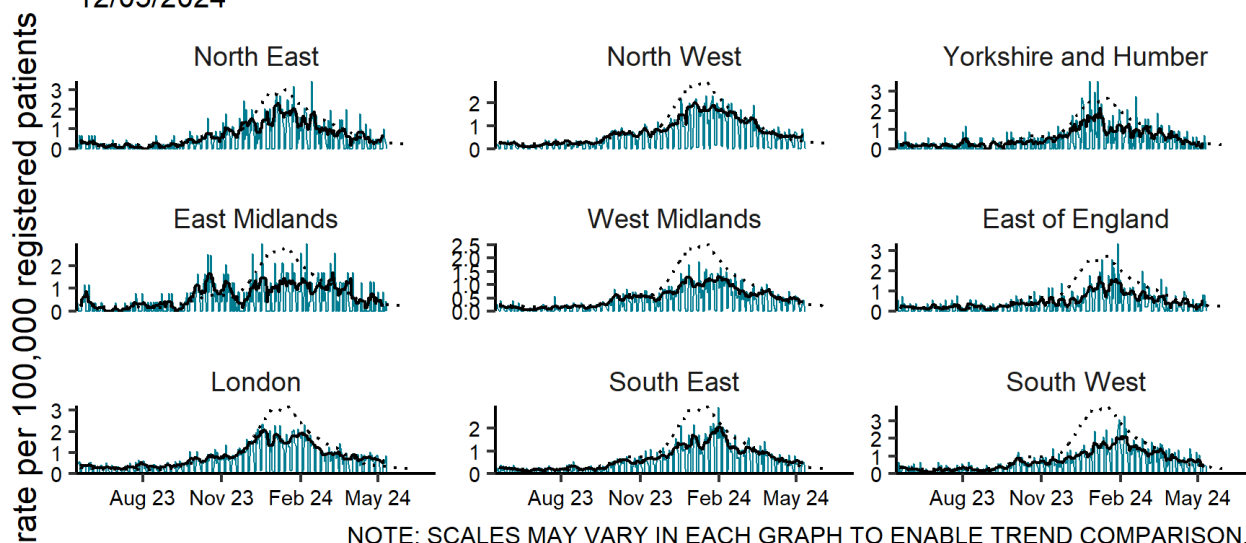 12/05/2024
rate per 100,000 registered patients
North East
North West
Yorkshire and Humber
3
2
1
0
2
1
0
3
2
1
0
East Midlands
West Midlands
East of England
2
1
0
2.5
2.0
1.5
1.0
0.5
0.0
3
2
1
0
London
South East
South West
3
2
1
0
2
1
0
3
2
1
0
Aug 23 Nov 23 Feb 24 May 24
Aug 23 Nov 23 Feb 24 May 24
Aug 23 Nov 23 Feb 24 May 24
NOTE: SCALES MAY VARY IN EACH GRAPH TO ENABLE TREND COMPARISON.